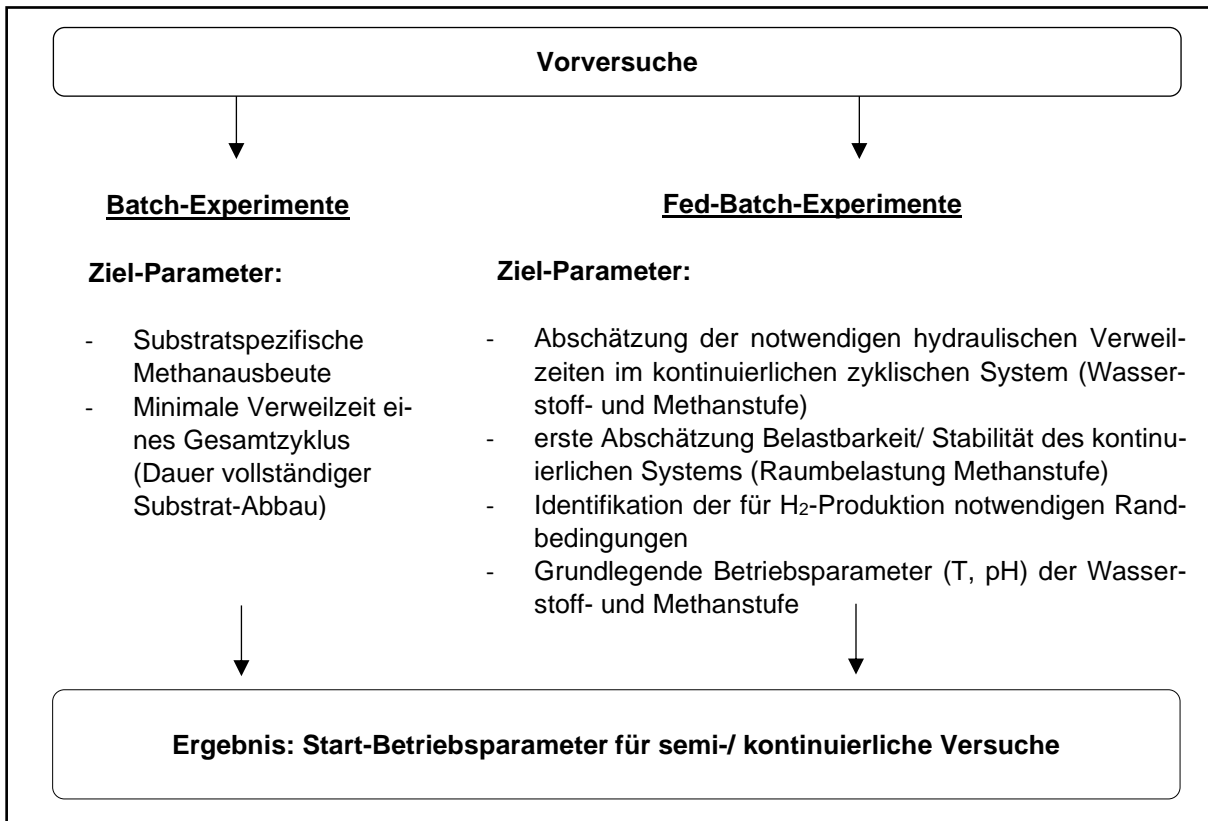 Vorversuche
Batch-Experimente
Ziel-Parameter:
- Substratspezifische
Methanausbeute
- Minimale Verweilzeit ei-
nes Gesamtzyklus
(Dauer vollständiger
Substrat-Abbau)
Fed-Batch-Experimente
Ziel-Parameter:
- Abschätzung der notwendigen hydraulischen Verweil-
zeiten im kontinuierlichen zyklischen System (Wasser-
stoff- und Methanstufe)
- erste Abschätzung Belastbarkeit/ Stabilität des kontinu-
ierlichen Systems (Raumbelastung Methanstufe)
- Identifikation der für H₂-Produktion notwendigen Rand-
bedingungen
- Grundlegende Betriebsparameter (T, pH) der Wasser-
stoff- und Methanstufe
Ergebnis: Start-Betriebsparameter für semi-/ kontinuierliche Versuche